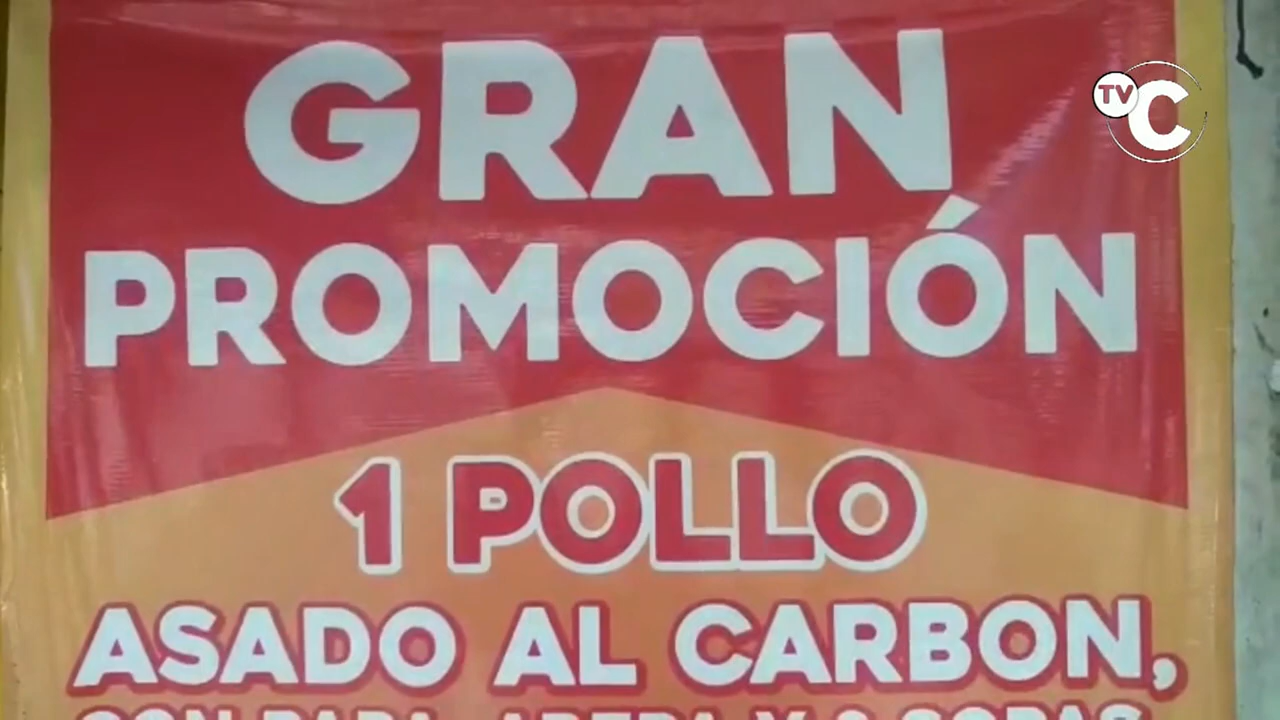 GRAN
TV C
PROMOCIÓN
1 POLLO
ASADO AL CARBON,